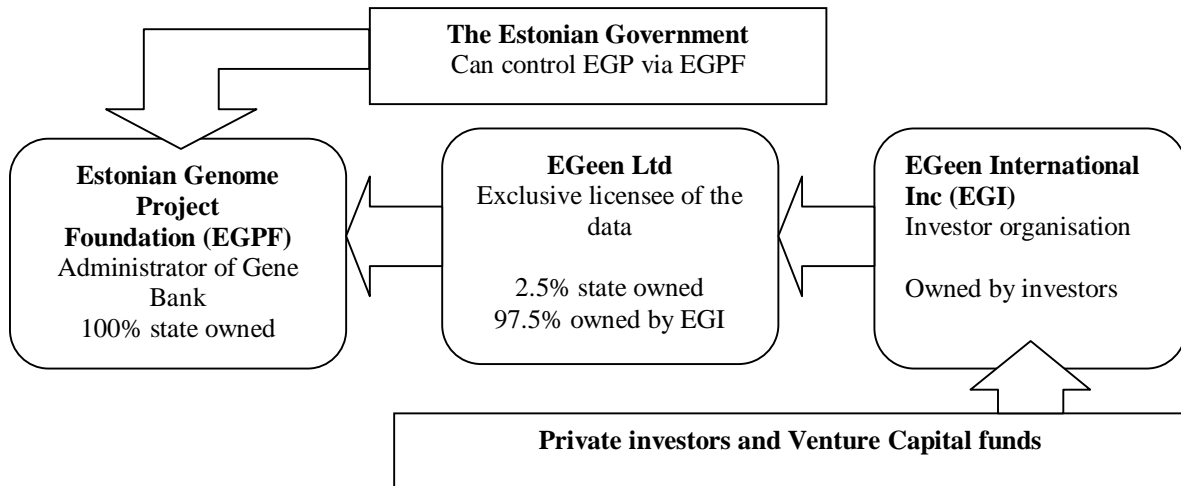 The Estonian Government
Can control EGP via EGPF
Estonian Genome
Project
Foundation (EGPF)
Administrator of Gene
Bank
100% state owned
EGeen Ltd
Exclusive licensee of the
data
2.5% state owned
97.5% owned by EGI
EGeen International
Inc (EGI)
Investor organisation
Owned by investors
Private investors and Venture Capital funds